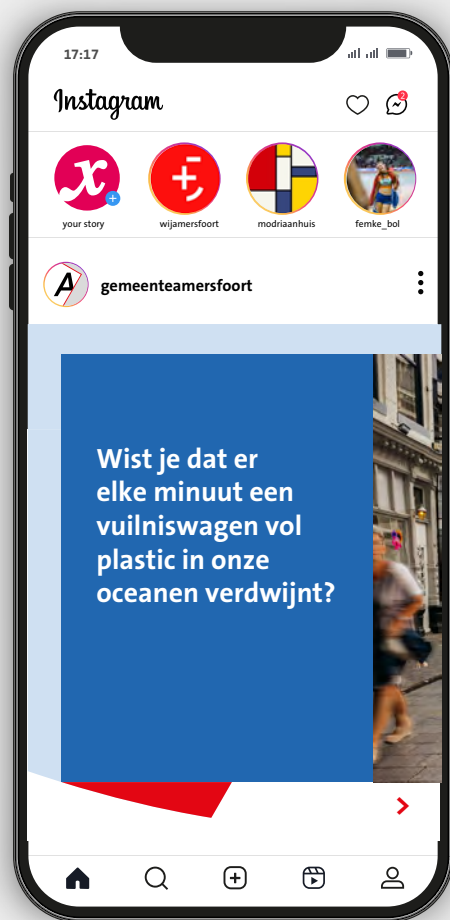 17:17
Instagram
2
x
your story
wijamersfoort
modriaanhuis
femke_bol
A
gemeenteamersfoort
Wist je dat er
elke minuut een
vuilniswagen vol
plastic in onze
oceanen verdwijnt?